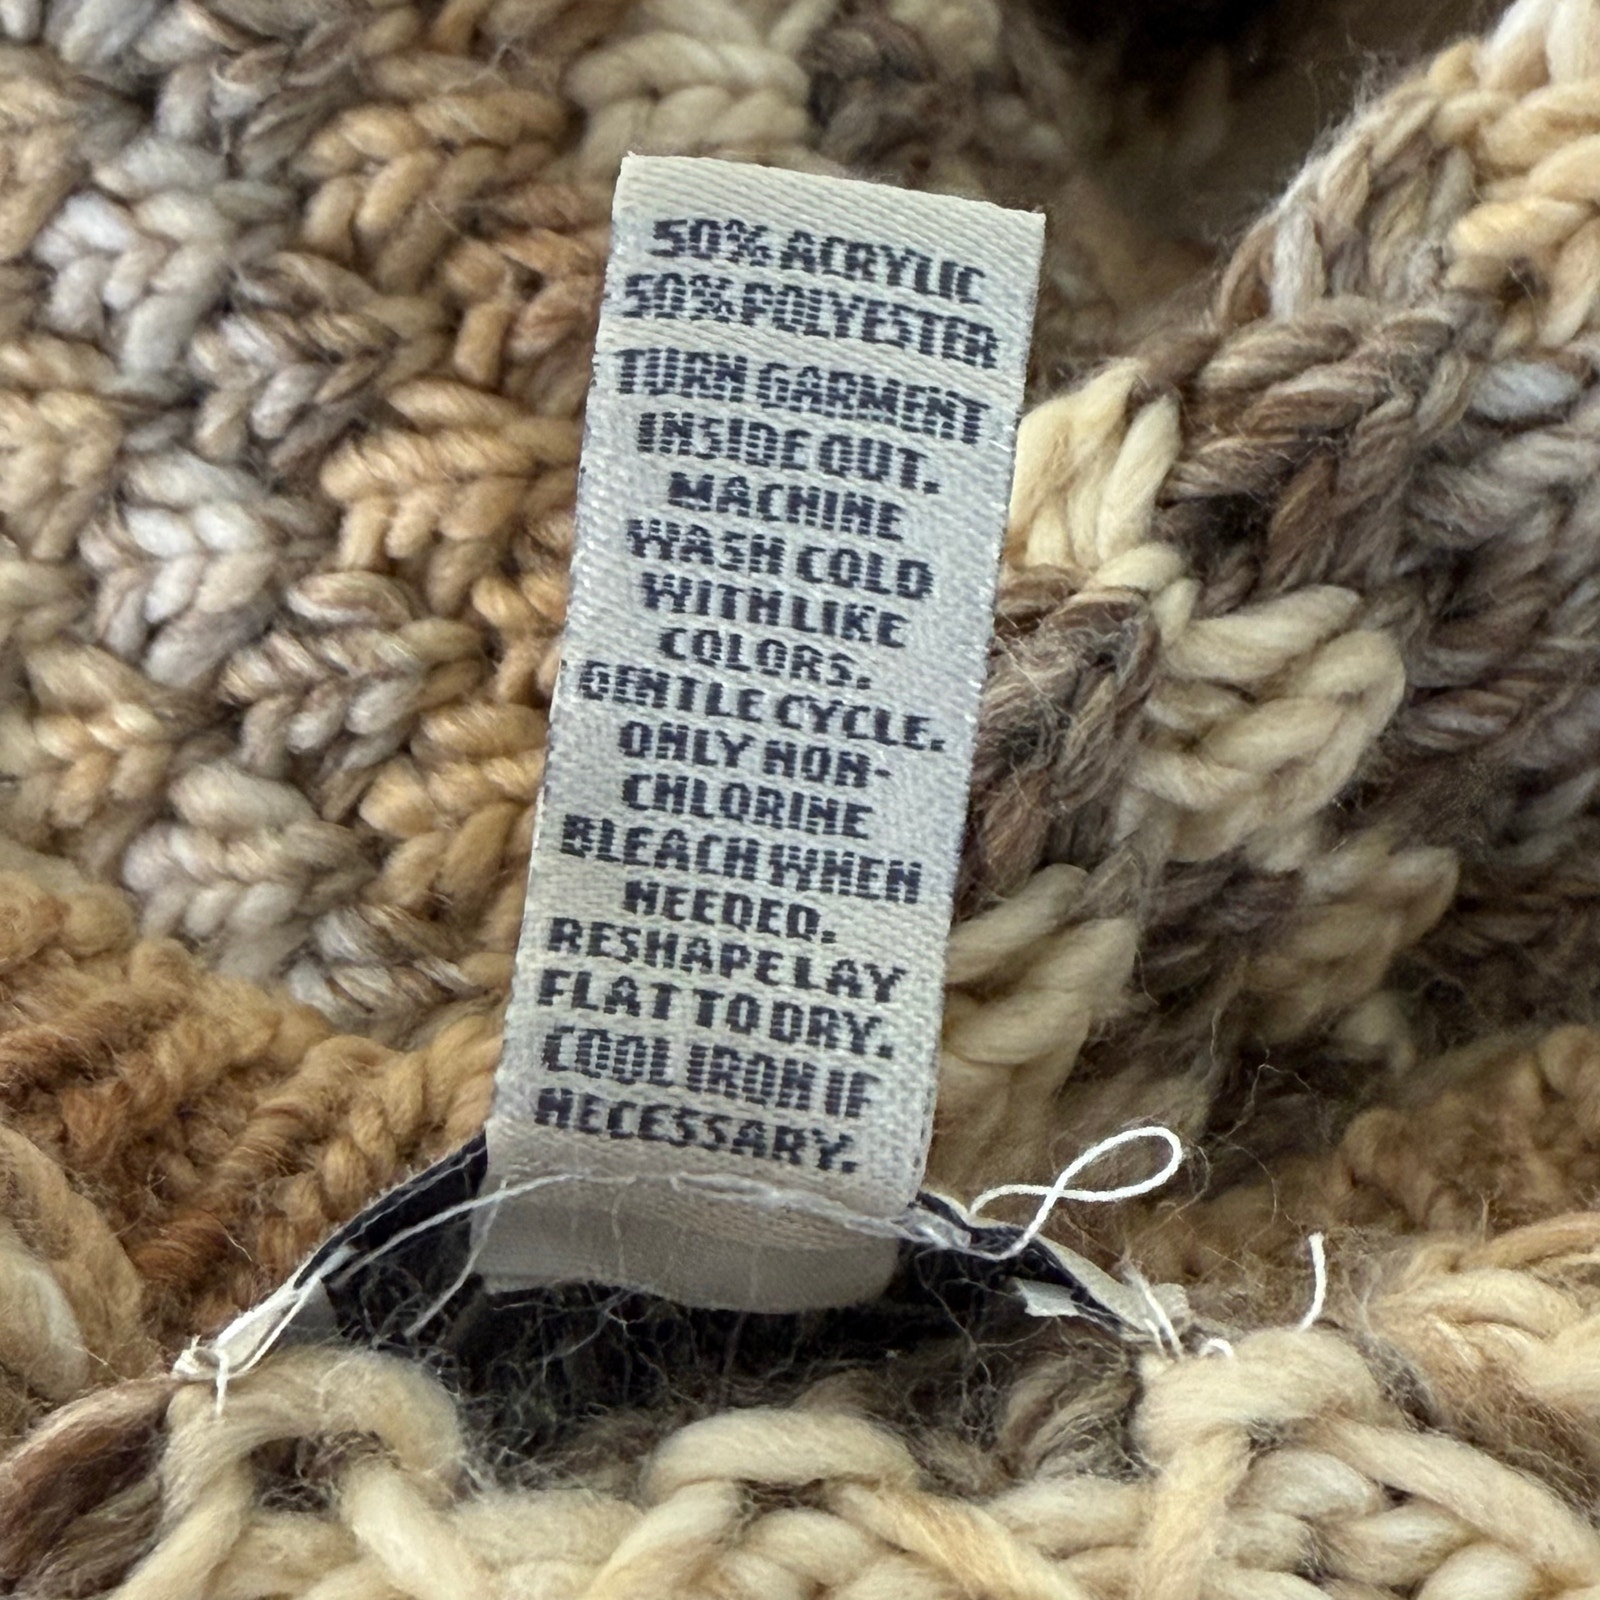 50% ACRYLIC
50% POLYESTER
TURN GARMENT
INSIDE OUT.
MACHINE
WASH COLD
WITH LIKE
COLORS.
GENTLE CYCLE.
ONLY NON-
CHLORINE
BLEACH WHEN
NEEDED.
RESHAPE LAY
FLAT TO DRY.
COOL IRON IF
NECESSARY.